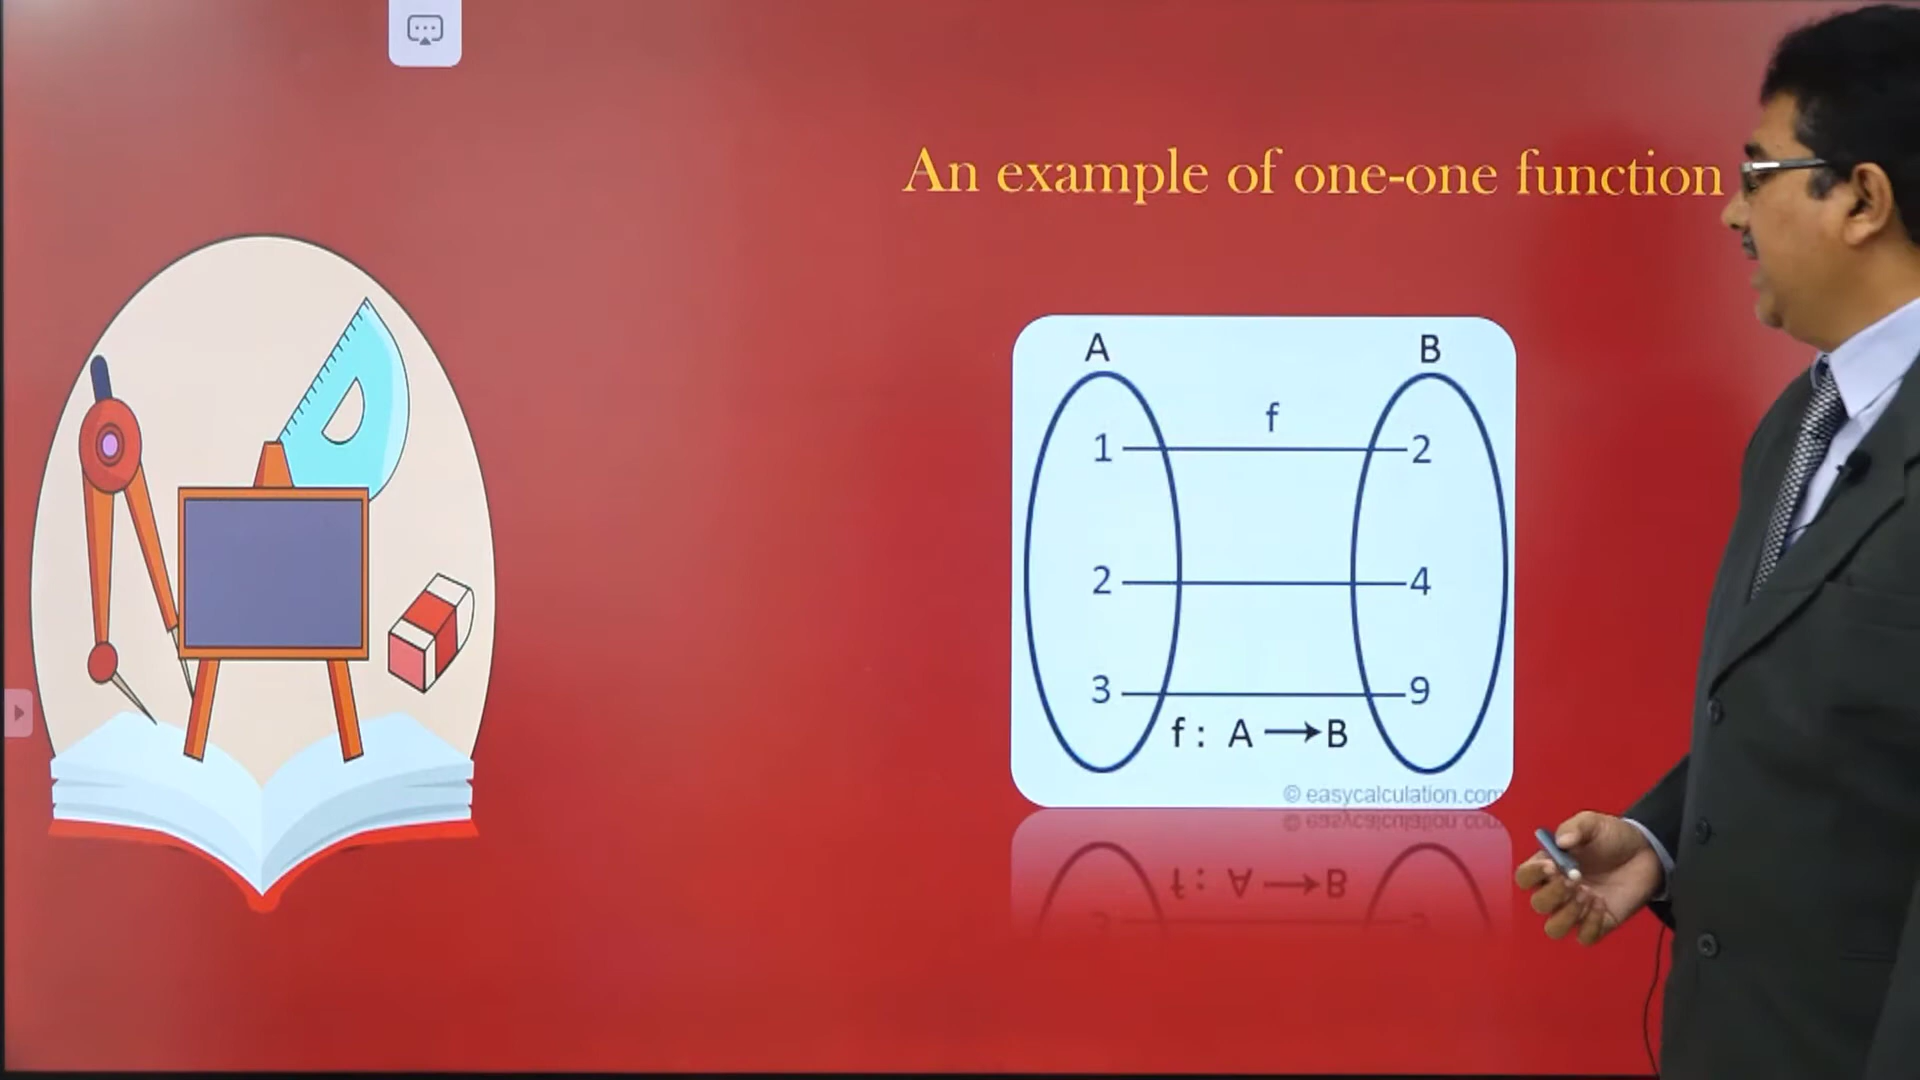 An example of one-one function
A B
f
1 2
2 4
3 9
f : A → B
© easycalculation.com